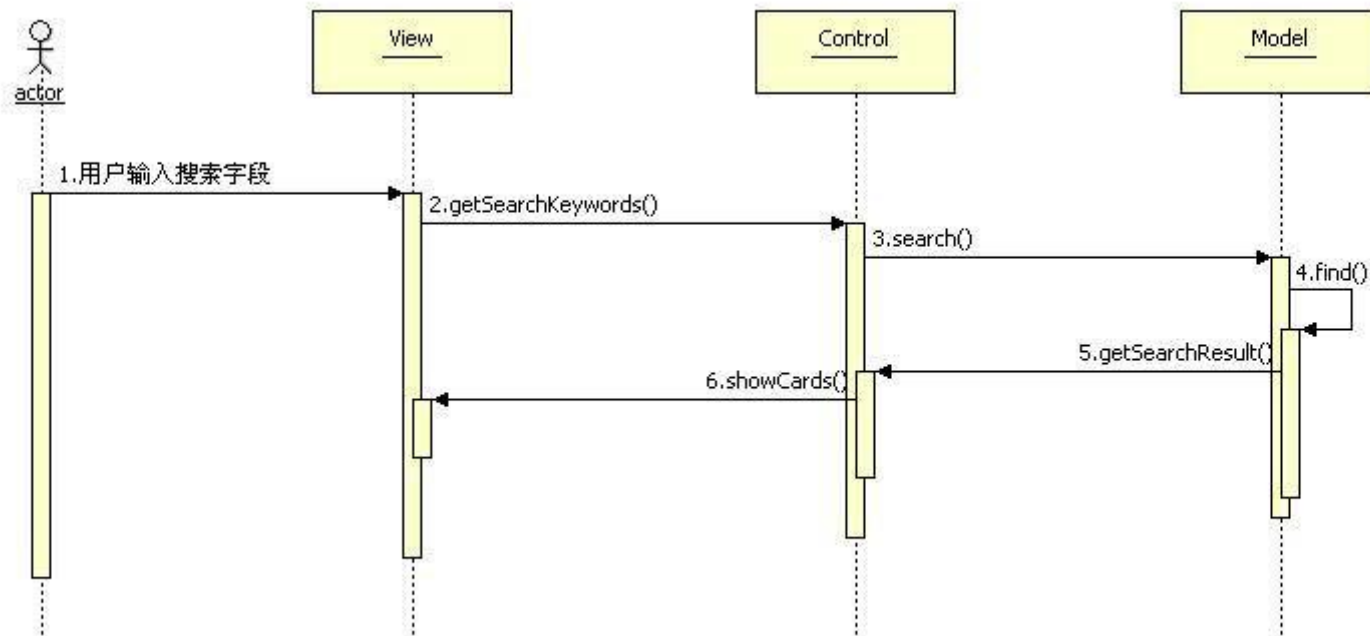 View
Control
Model
actor
1.用户输入搜索字段
2.getSearchKeywords()
3.search()
4.find()
5.getSearchResult()
6.showCards()